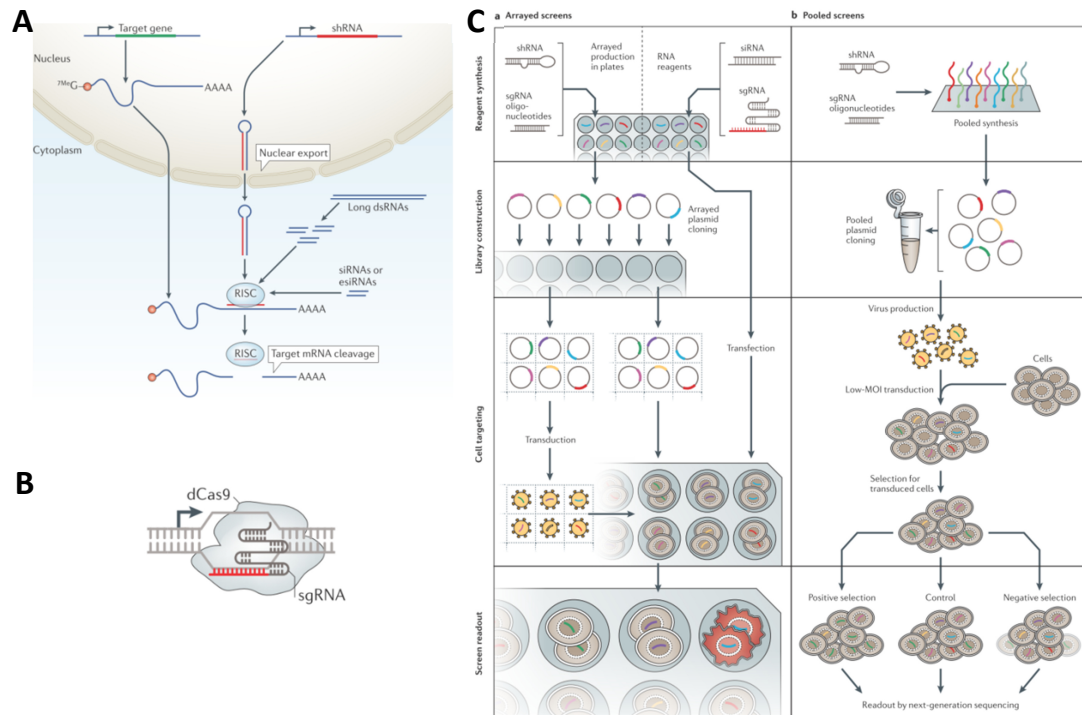 A
Target gene
shRNA
Nucleus
7MeG
AAAA
Cytoplasm
Nuclear export
Long dsRNAs
siRNAs or
esiRNAs
RISC
AAAA
RISC
Target mRNA cleavage
AAAA
B
dCas9
sgRNA
C
a Arrayed screens
b Pooled screens
Reagent synthesis
shRNA
Arrayed
production
in plates
RNA
reagents
siRNA
sgRNA
oligo-
nucleotides
sgRNA
shRNA
sgRNA
oligonucleotides
Pooled synthesis
Library construction
Arrayed
plasmid
cloning
Pooled
plasmid
cloning
Cell targeting
Transduction
Transfection
Virus production
Cells
Low-MOI transduction
Selection for
transduced cells
Screen readout
Positive selection
Control
Negative selection
Readout by next-generation sequencing